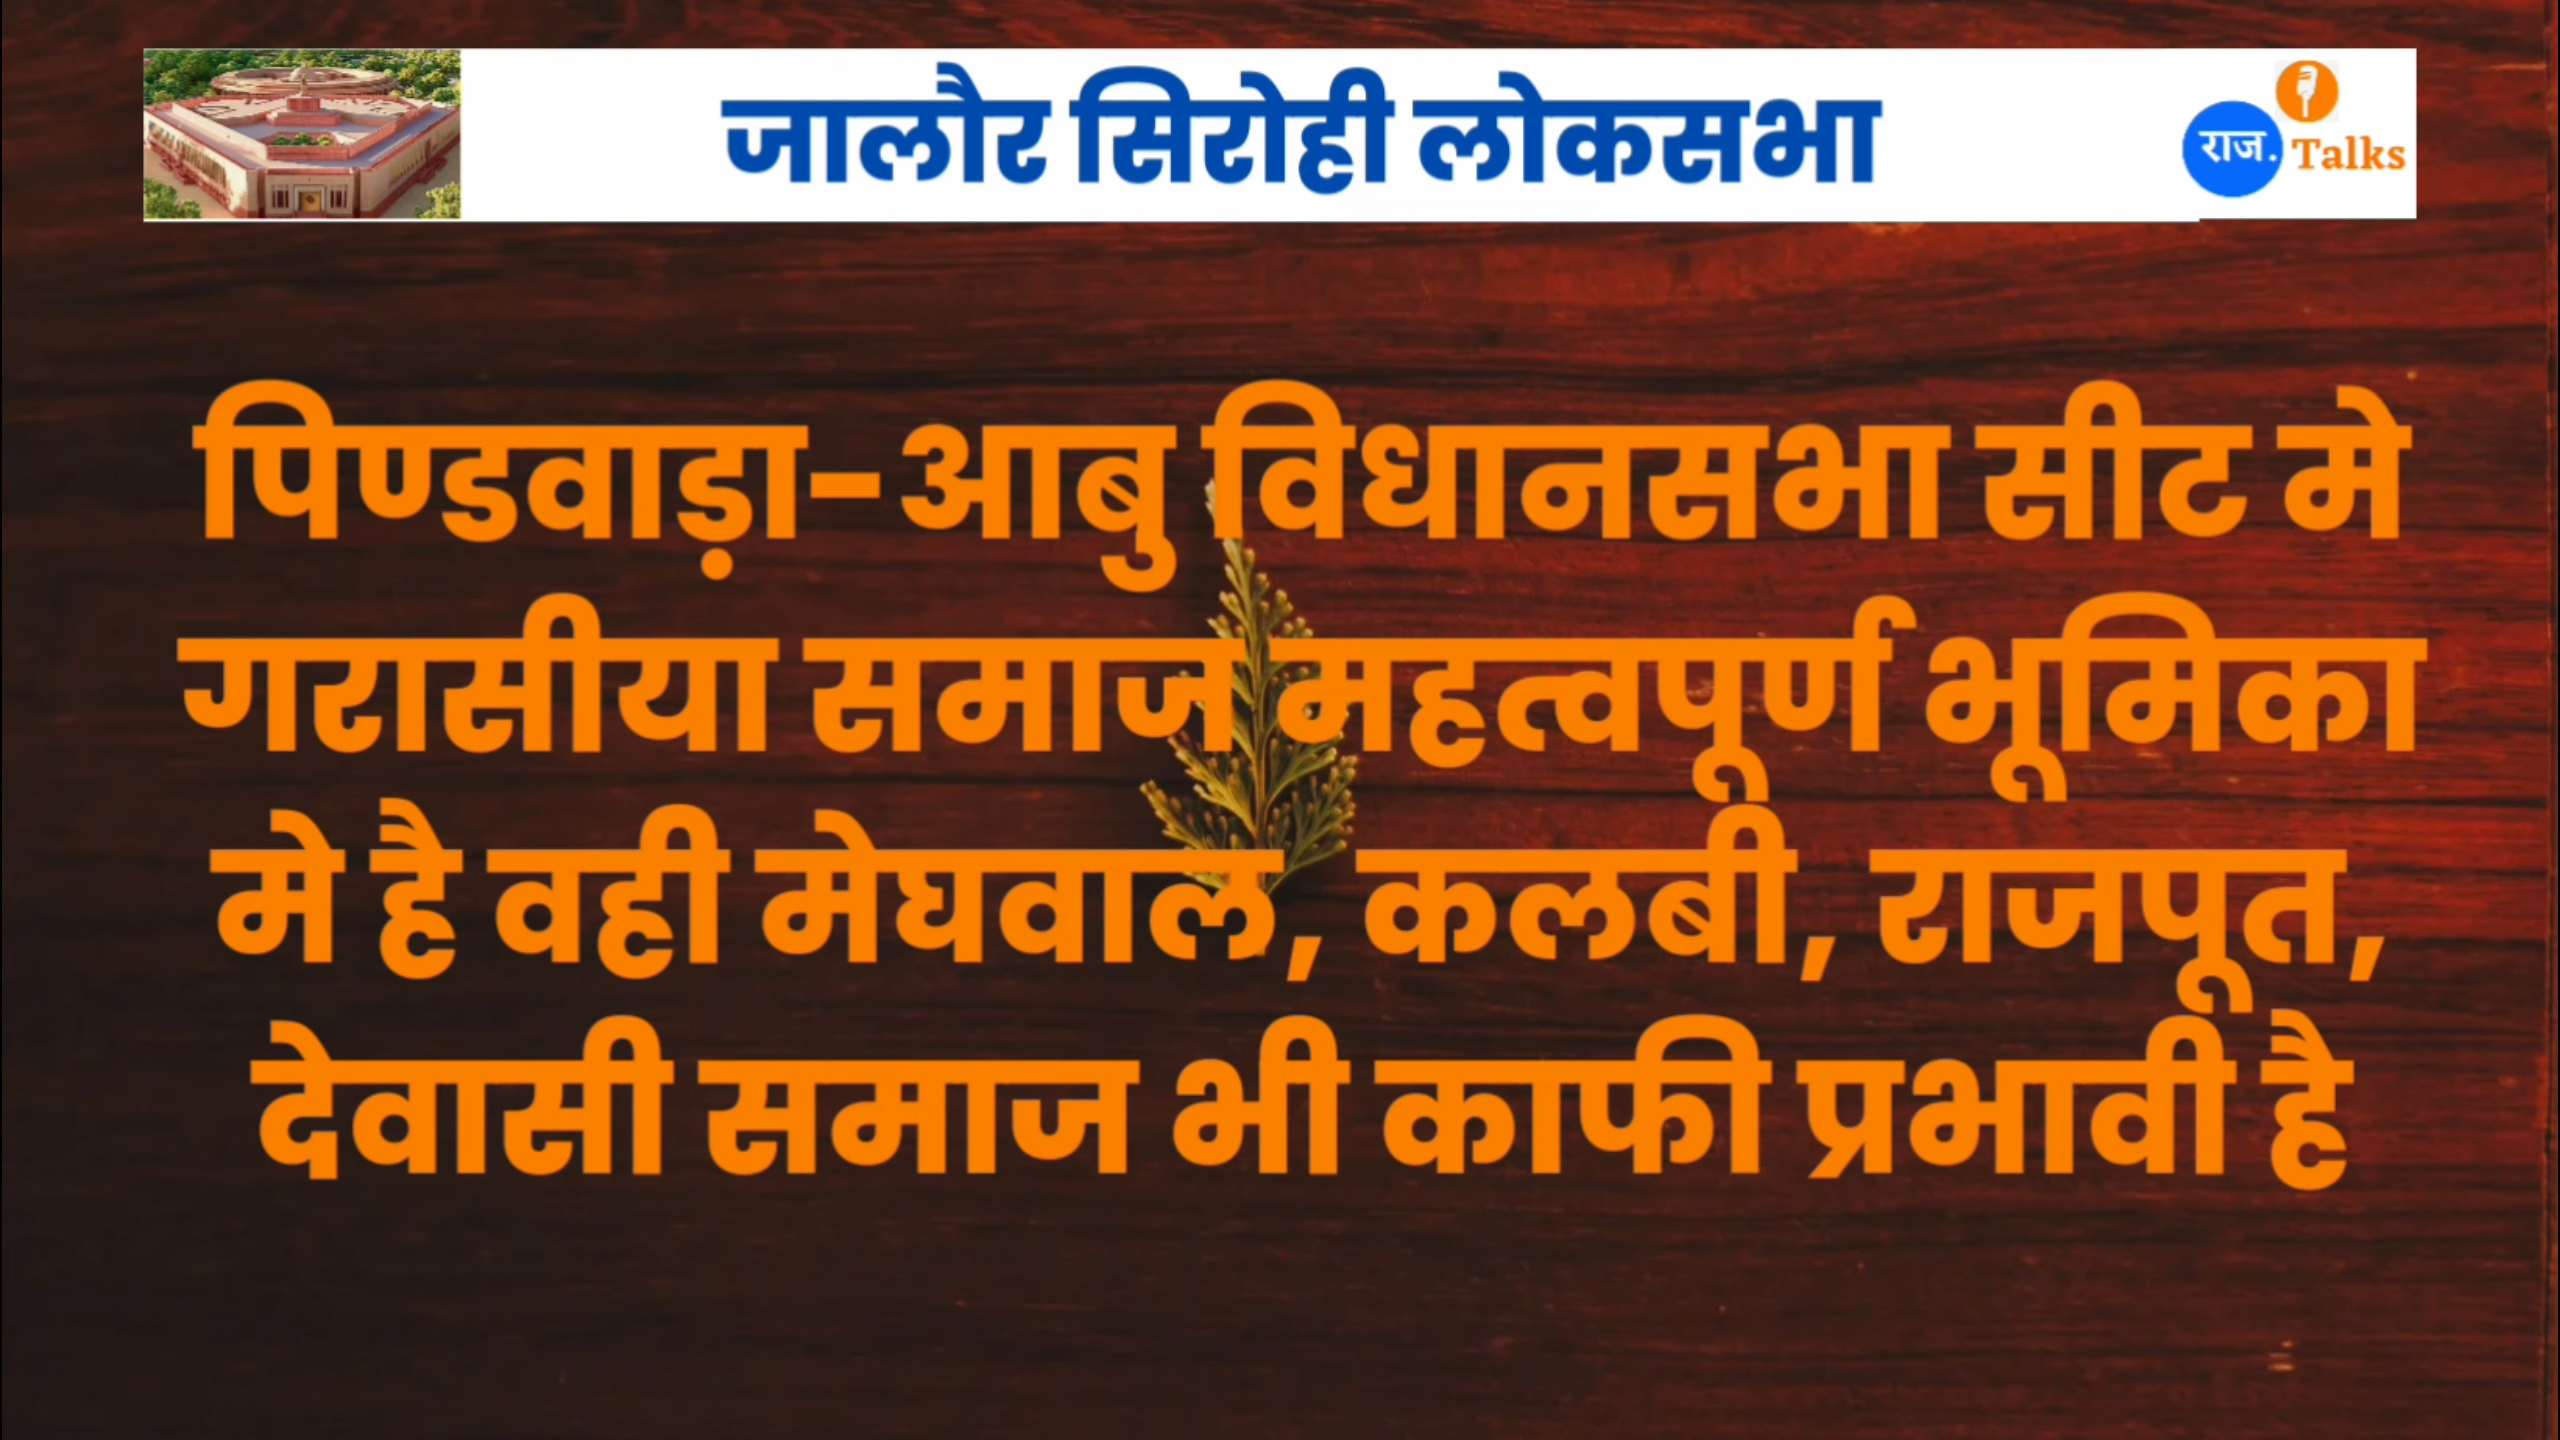 जालौर सिरोही लोकसभा
राज. Talks
पिण्डवाड़ा-आबु विधानसभा सीट मे
गरासीया समाज महत्वपूर्ण भूमिका
मे है वही मेघवाल, कलबी, राजपूत,
देवासी समाज भी काफी प्रभावी है